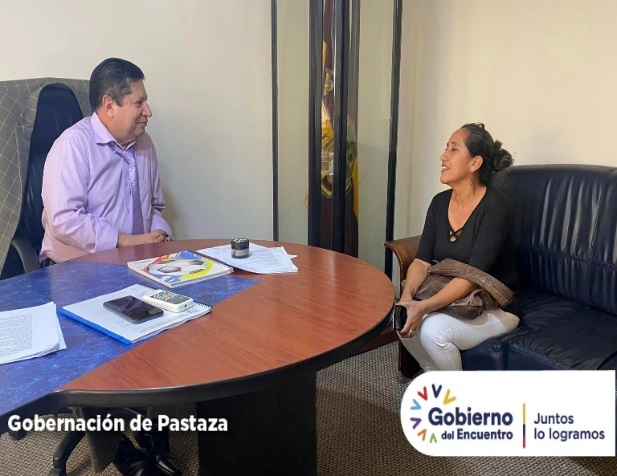 Gobernación de Pastaza
Gobierno
del Encuentro
Juntos
lo logramos